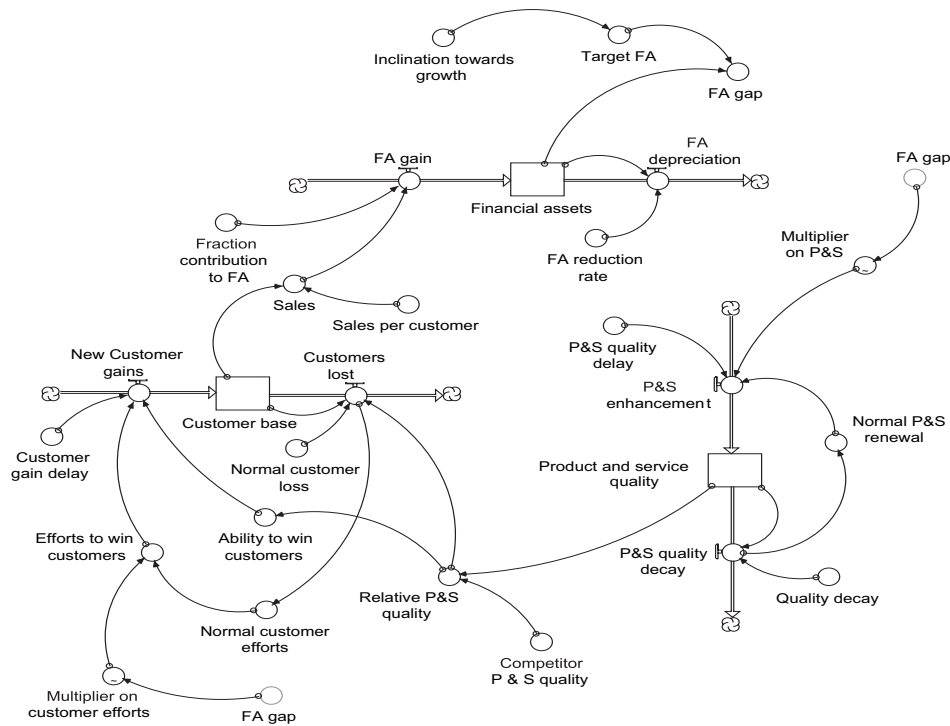 Inclination towards
growth
Target FA
FA gap
FA gain
FA
depreciation
Financial assets
FA gap
Fraction
contribution
to FA
FA reduction
rate
Multiplier
on P&S
Sales
Sales per customer
P&S quality
delay
New Customer
gains
Customers
lost
P&S
enhancement
Customer base
Normal P&S
renewal
Customer
gain delay
Normal customer
loss
Product and service
quality
Efforts to win
customers
Ability to win
customers
P&S quality
decay
Relative P&S
quality
Quality decay
Normal customer
efforts
Competitor
P & S quality
Multiplier on
customer efforts
FA gap
~
~